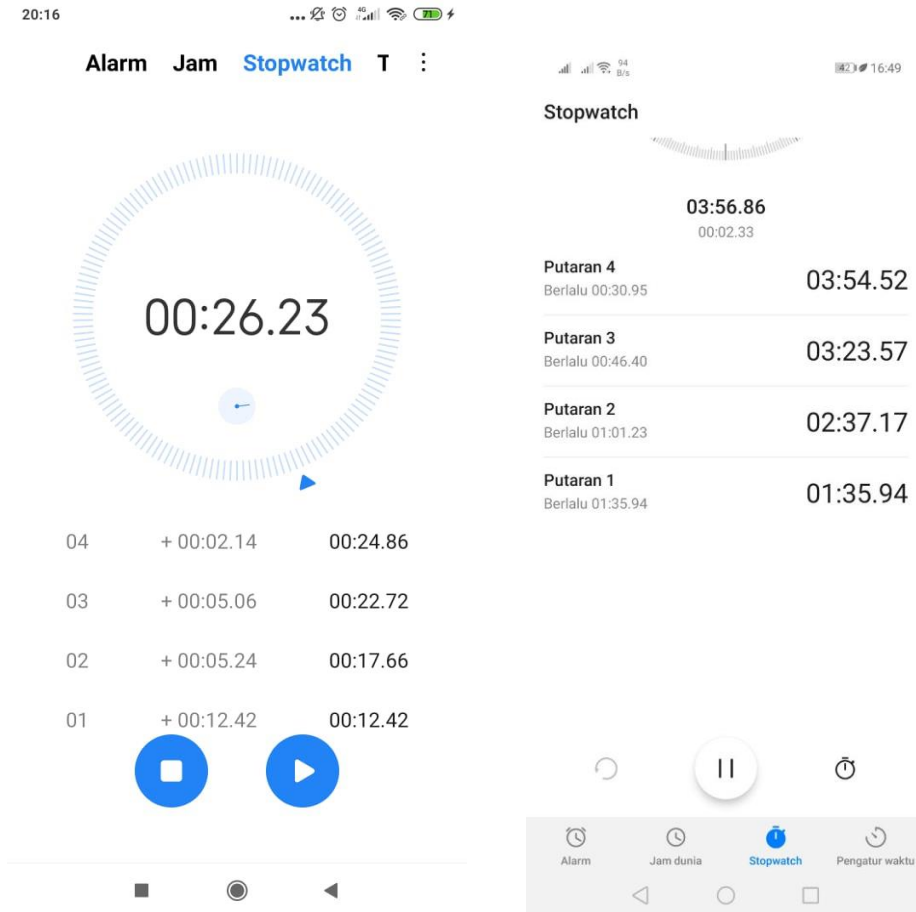 20:16
4G
71
Alarm Jam Stopwatch T
00:26.23
04 + 00:02.14 00:24.86
03 + 00:05.06 00:22.72
02 + 00:05.24 00:17.66
01 + 00:12.42 00:12.42
94
B/s
42
16:49
Stopwatch
03:56.86
00:02.33
Putaran 4
Berlalu 00:30.95
03:54.52
Putaran 3
Berlalu 00:46.40
03:23.57
Putaran 2
Berlalu 01:01.23
02:37.17
Putaran 1
Berlalu 01:35.94
01:35.94
Alarm Jam dunia Stopwatch Pengatur waktu